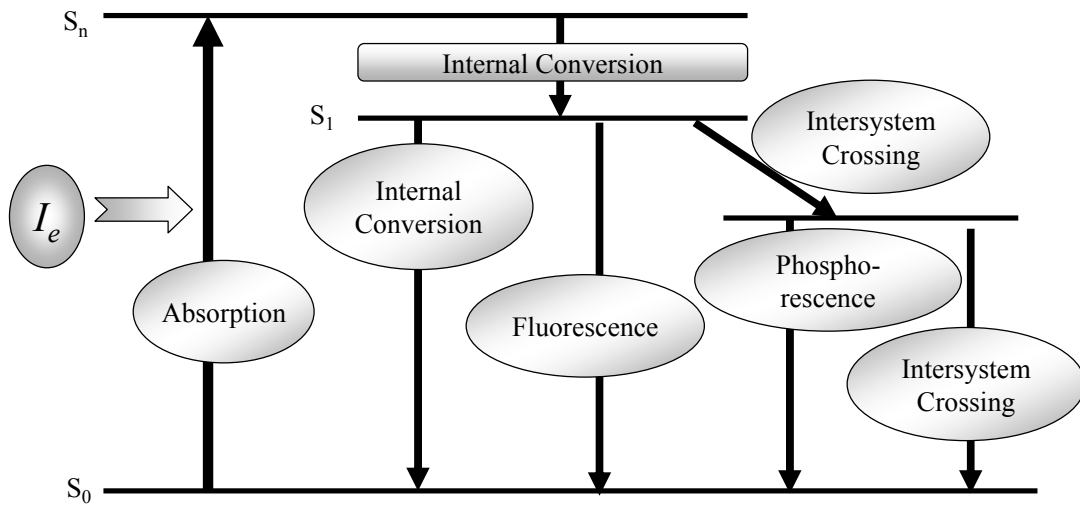 Sn
Internal Conversion
S1
Intersystem
Crossing
Internal
Conversion
Ie
Phospho-
rescence
Absorption
Fluorescence
Intersystem
Crossing
S0